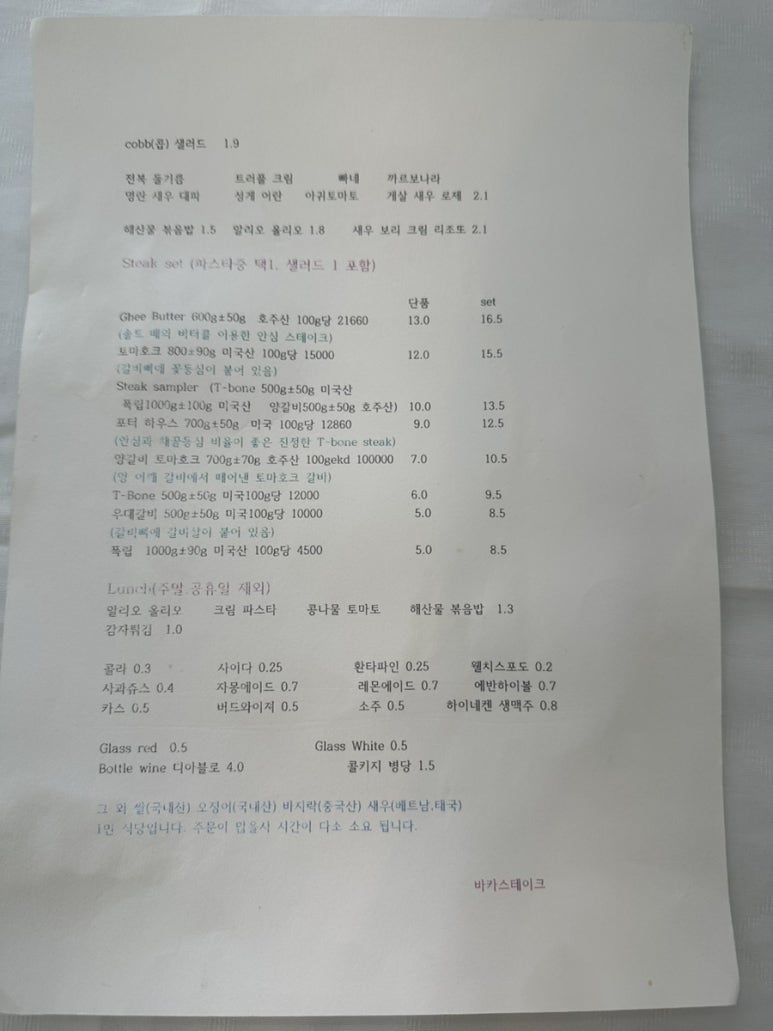 cobb(콥) 샐러드 1.9
전복 들기름 트러플 크림 빠네 까르보나라
명란 새우 대파 성게 어란 아귀토마토 게살 새우 로제 2.1
해산물 볶음밥 1.5 알리오 올리오 1.8 새우 보리 크림 리조또 2.1
Steak set (파스타중 택1, 샐러드 1 포함)
단품 set
Ghee Butter 600g±50g 호주산 100g당 21660 13.0 16.5
(솔트 배의 버터를 이용한 안심 스테이크)
토마호크 800±90g 미국산 100g당 15000 12.0 15.5
(갈비뼈에 꽃등심이 붙어 있음)
Steak sampler (T-bone 500g±50g 미국산
폭립1000g±100g 미국산 양갈비500g±50g 호주산) 10.0 13.5
포터 하우스 700g±50g 미국 100g당 12860 9.0 12.5
(안심과 채끝등심 비율이 좋은 진정한 T-bone steak)
양갈비 토마호크 700g±70g 호주산 100gekd 100000 7.0 10.5
(양 어깨 갈비에서 떼어낸 토마호크 갈비)
T-Bone 500g±50g 미국100g당 12000 6.0 9.5
우대갈비 500g±50g 미국100g당 10000 5.0 8.5
(갈비뼈에 갈비살이 붙어 있음)
폭립 1000g±90g 미국산 100g당 4500 5.0 8.5
Lunch(주말,공휴일 제외)
알리오 올리오 크림 파스타 콩나물 토마토 해산물 볶음밥 1.3
감자튀김 1.0
콜라 0.3 사이다 0.25 환타파인 0.25 웰치스포도 0.2
사과쥬스 0.4 자몽에이드 0.7 레몬에이드 0.7 에반하이볼 0.7
카스 0.5 버드와이저 0.5 소주 0.5 하이네켄 생맥주 0.8
Glass red 0.5 Glass White 0.5
Bottle wine 디아블로 4.0 콜키지 병당 1.5
그 외 쌀(국내산) 오징어(국내산) 바지락(중국산) 새우(베트남,태국)
1인 식당입니다. 주문이 많을시 시간이 다소 소요 됩니다.
바카스테이크